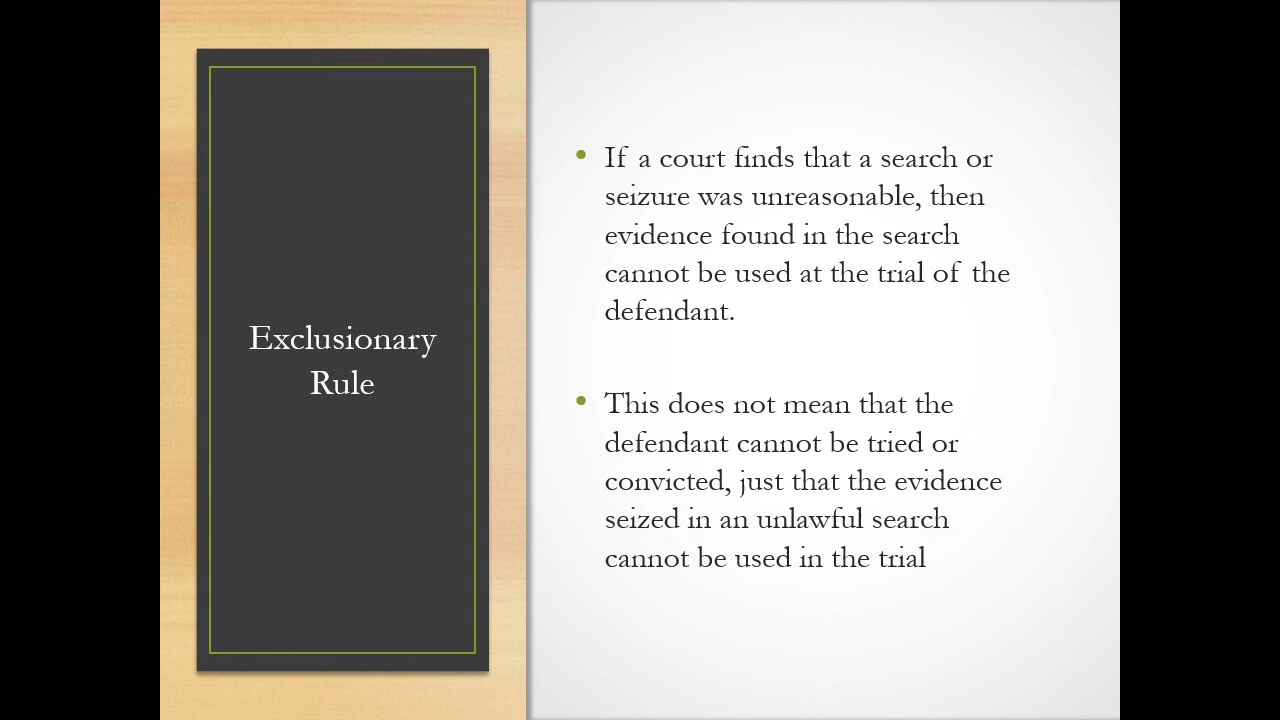 Exclusionary
Rule
• If a court finds that a search or
seizure was unreasonable, then
evidence found in the search
cannot be used at the trial of the
defendant.
• This does not mean that the
defendant cannot be tried or
convicted, just that the evidence
seized in an unlawful search
cannot be used in the trial